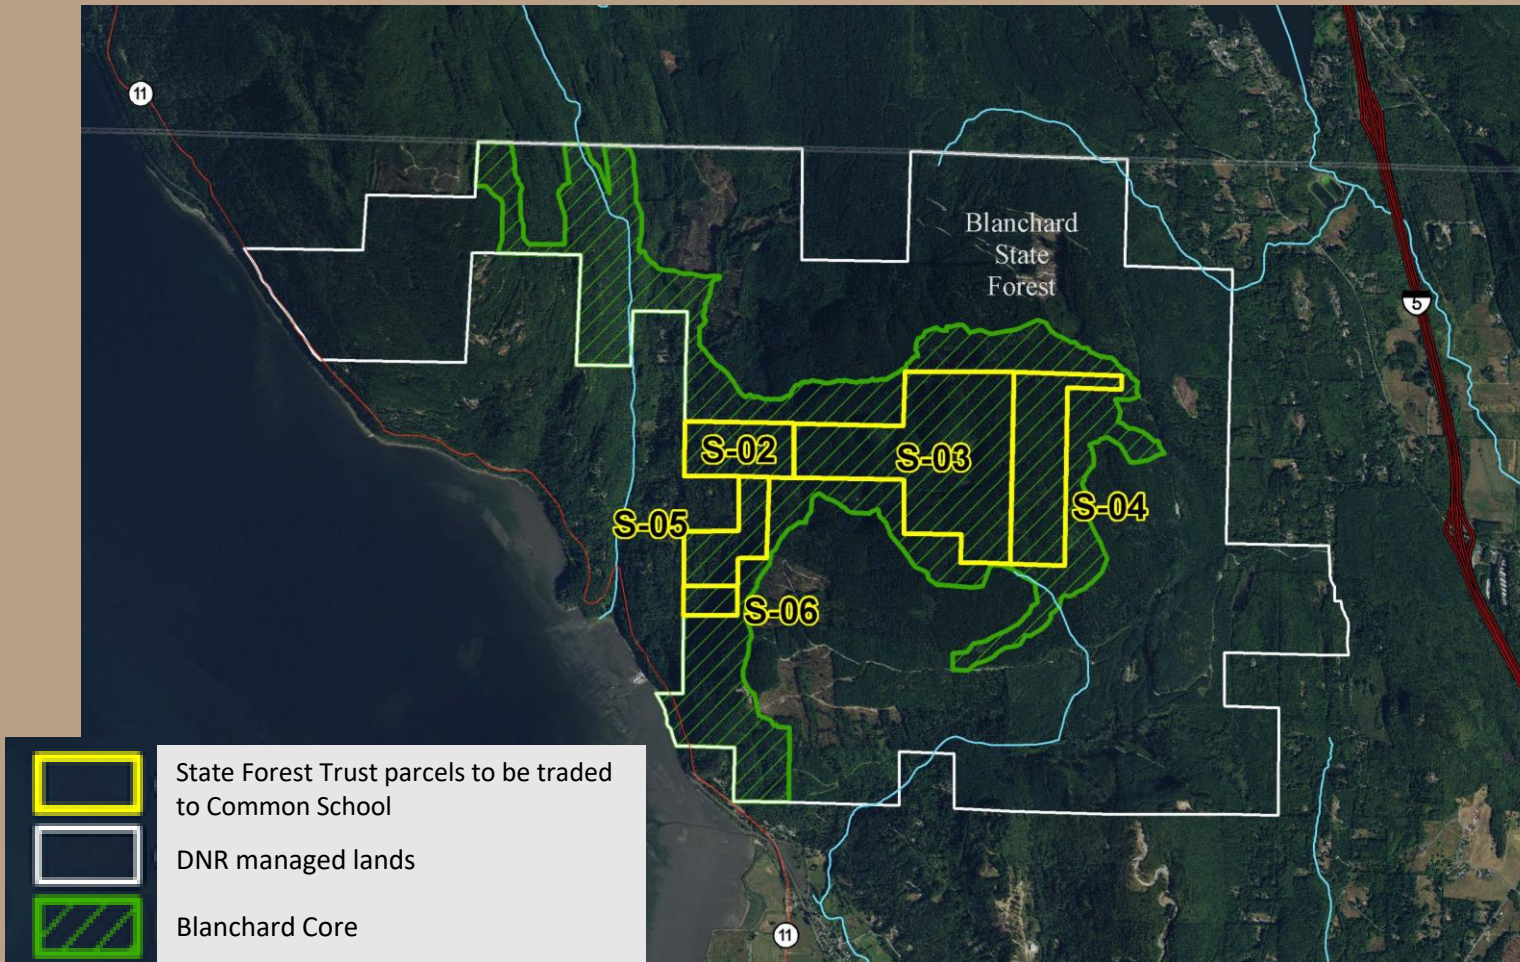 11
Blanchard
State
Forest
5
S-02
S-03
S-04
S-05
S-06
State Forest Trust parcels to be traded
to Common School
DNR managed lands
Blanchard Core
11